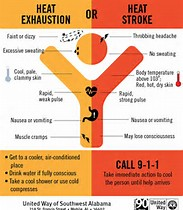 HEAT
EXHAUSTION
OR
HEAT
STROKE
Faint or dizzy
Throbbing headache
Excessive sweating
No sweating
Cool, pale,
clammy skin
Body temperature
above 103°;
Red, hot, dry skin
Rapid,
weak pulse
Rapid,
strong pulse
Nausea or vomiting
Nausea or vomiting
Muscle cramps
May lose consciousness
• Get to a cooler, air-conditioned
place
• Drink water if fully conscious
• Take a cool shower or use cold
compresses
CALL 9-1-1
Take immediate action to cool
the person until help arrives
United Way of Southwest Alabama
90
United
Way